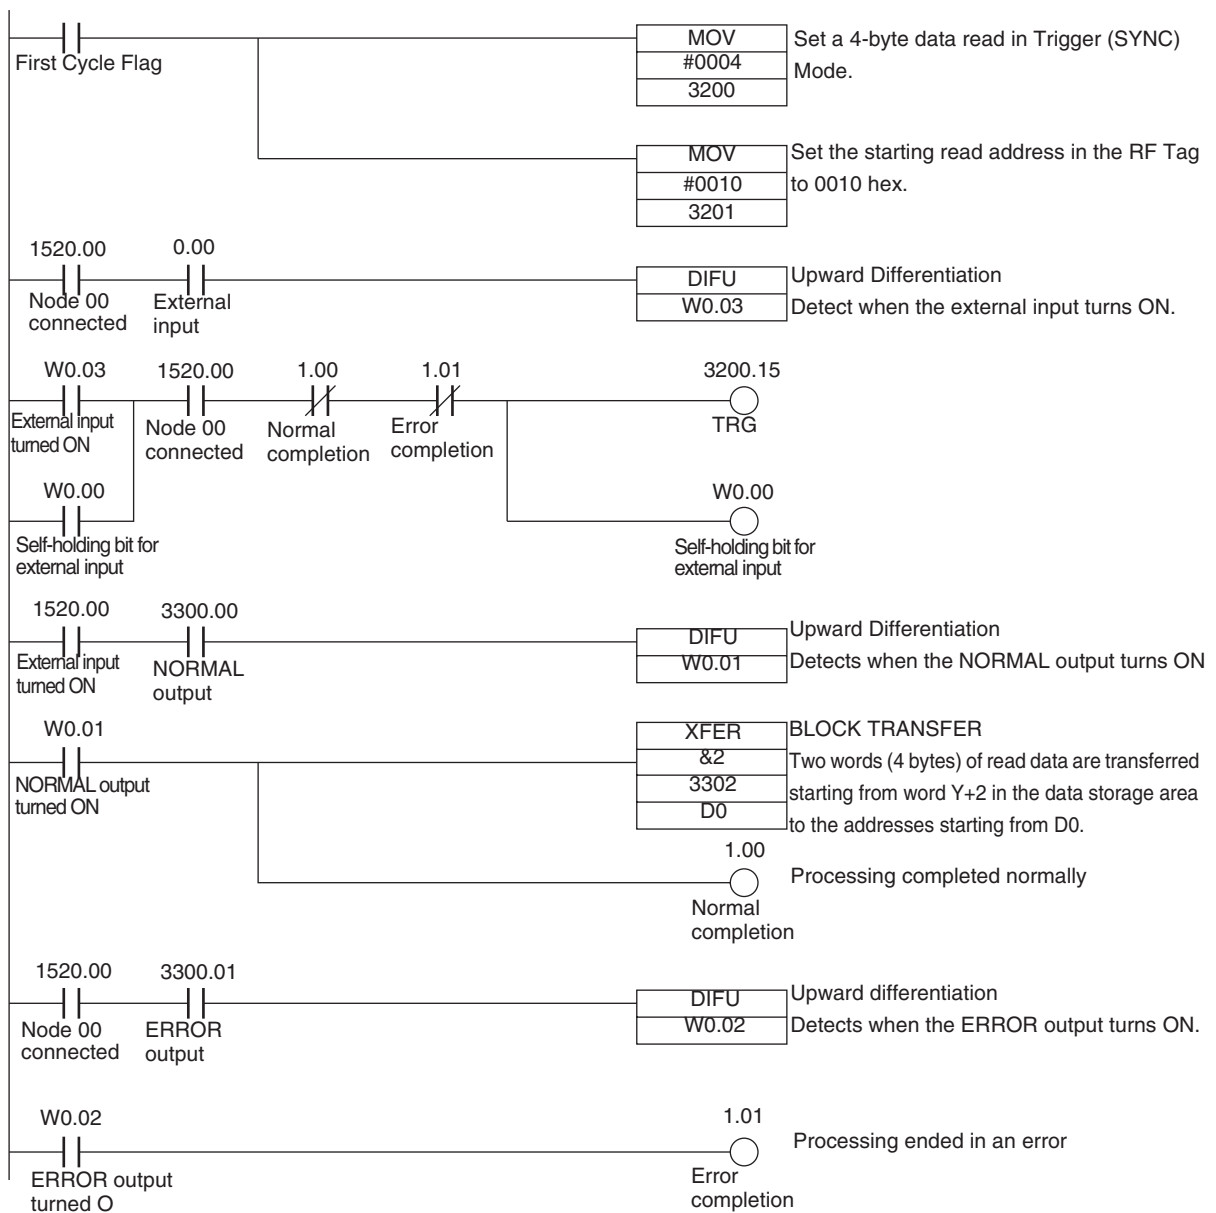 First Cycle Flag
MOV
#0004
3200
Set a 4-byte data read in Trigger (SYNC)
Mode.
MOV
#0010
3201
Set the starting read address in the RF Tag
to 0010 hex.
1520.00
0.00
Node 00
connected
External
input
DIFU
W0.03
Upward Differentiation
Detect when the external input turns ON.
W0.03
1520.00
1.00
1.01
3200.15
External input
turned ON
Node 00
connected
Normal
completion
Error
completion
TRG
W0.00
W0.00
Self-holding bit for
external input
Self-holding bit for
external input
1520.00
3300.00
External input
turned ON
NORMAL
output
DIFU
W0.01
Upward Differentiation
Detects when the NORMAL output turns ON
W0.01
NORMAL output
turned ON
XFER
&2
3302
D0
BLOCK TRANSFER
Two words (4 bytes) of read data are transferred
starting from word Y+2 in the data storage area
to the addresses starting from D0.
1.00
Processing completed normally
Normal
completion
1520.00
3300.01
Node 00
connected
ERROR
output
DIFU
W0.02
Upward differentiation
Detects when the ERROR output turns ON.
W0.02
ERROR output
turned O
1.01
Processing ended in an error
Error
completion